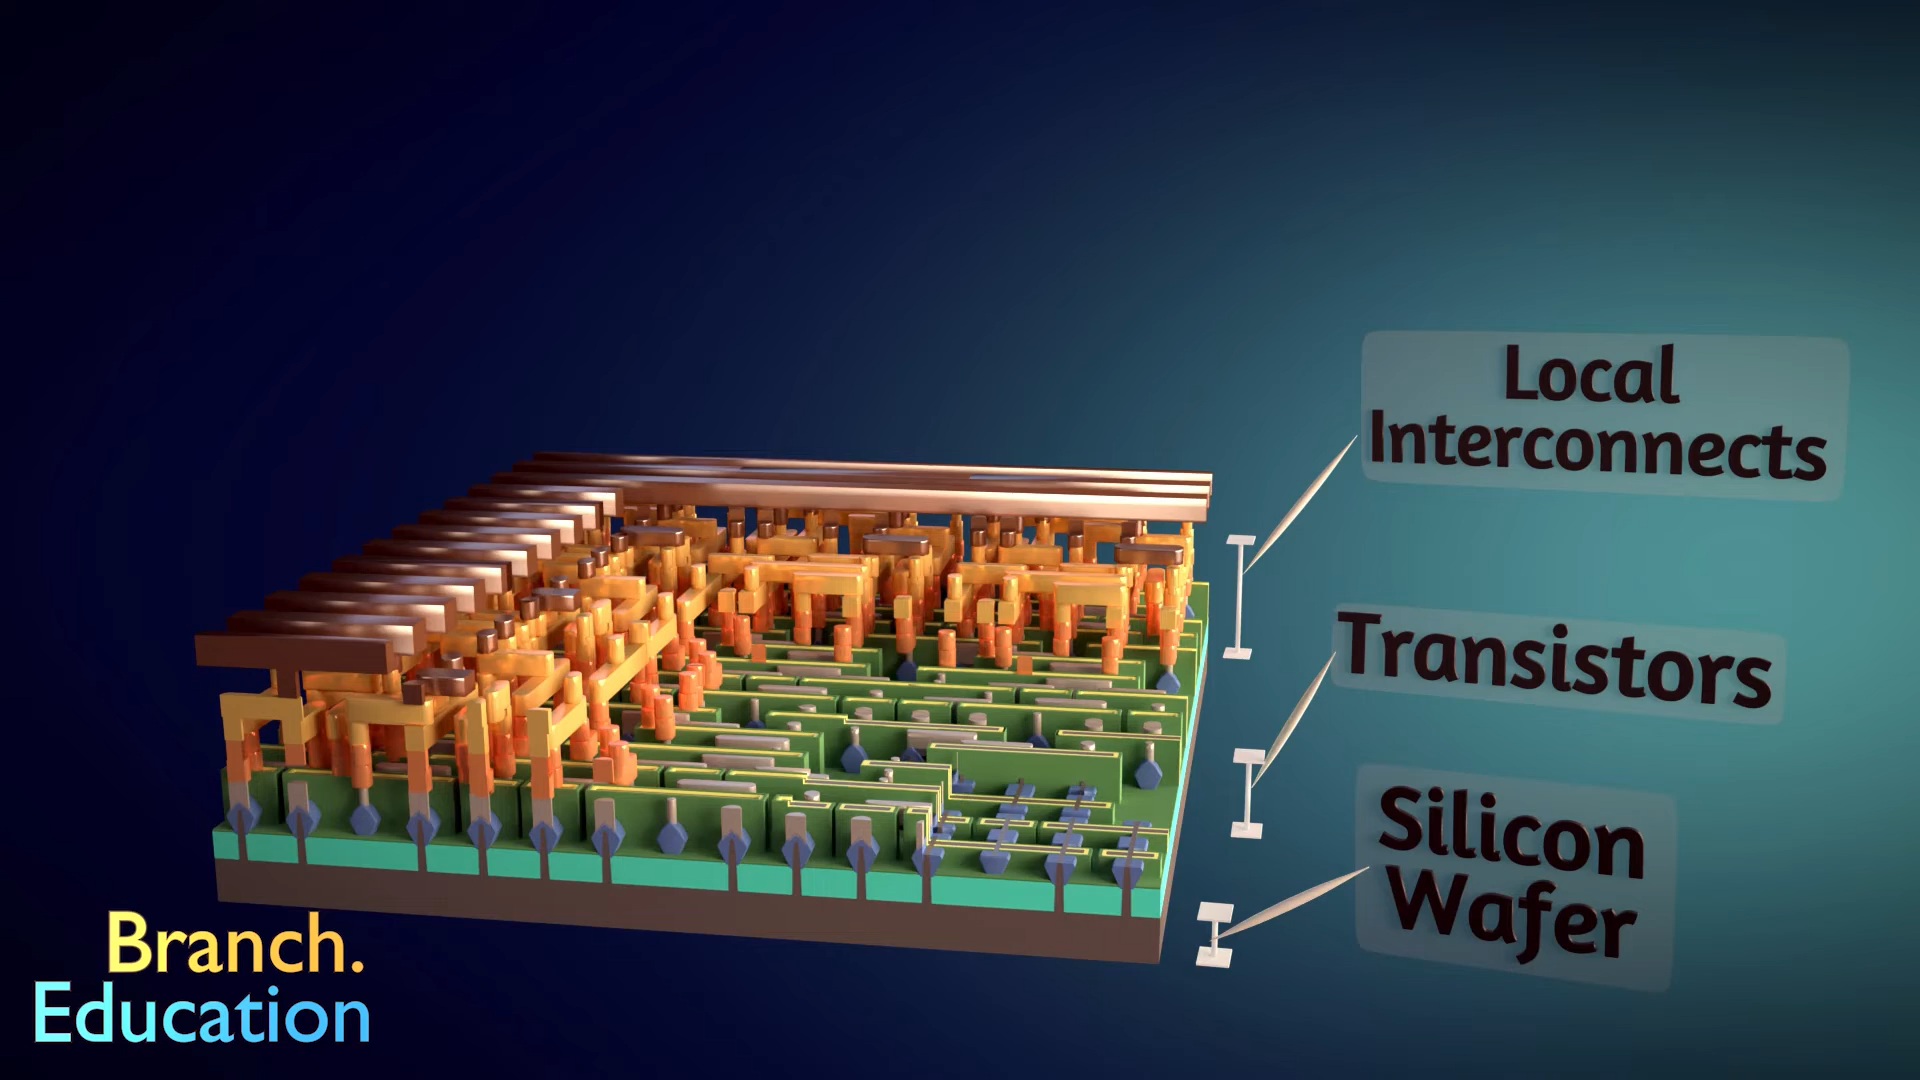 Local
Interconnects
Transistors
Silicon
Wafer
Branch.
Education